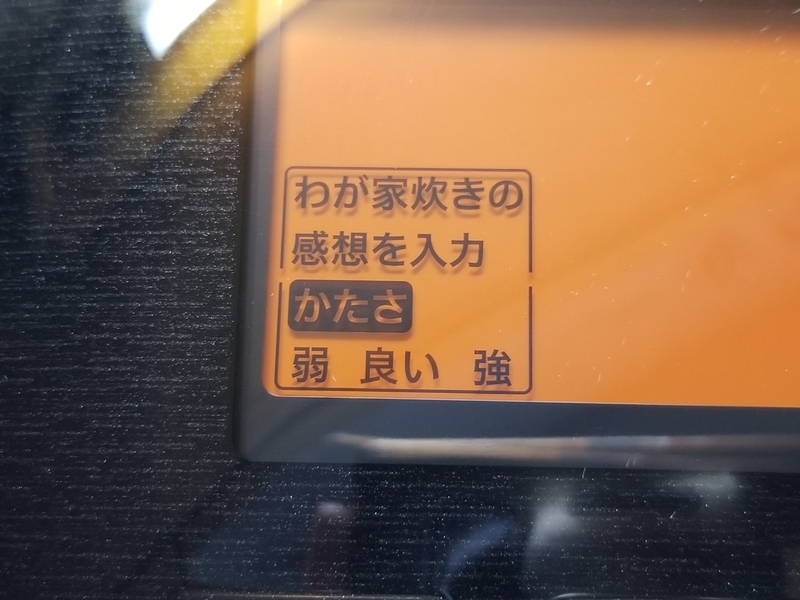 わが家炊きの
感想を入力
かたさ
弱 良い 強